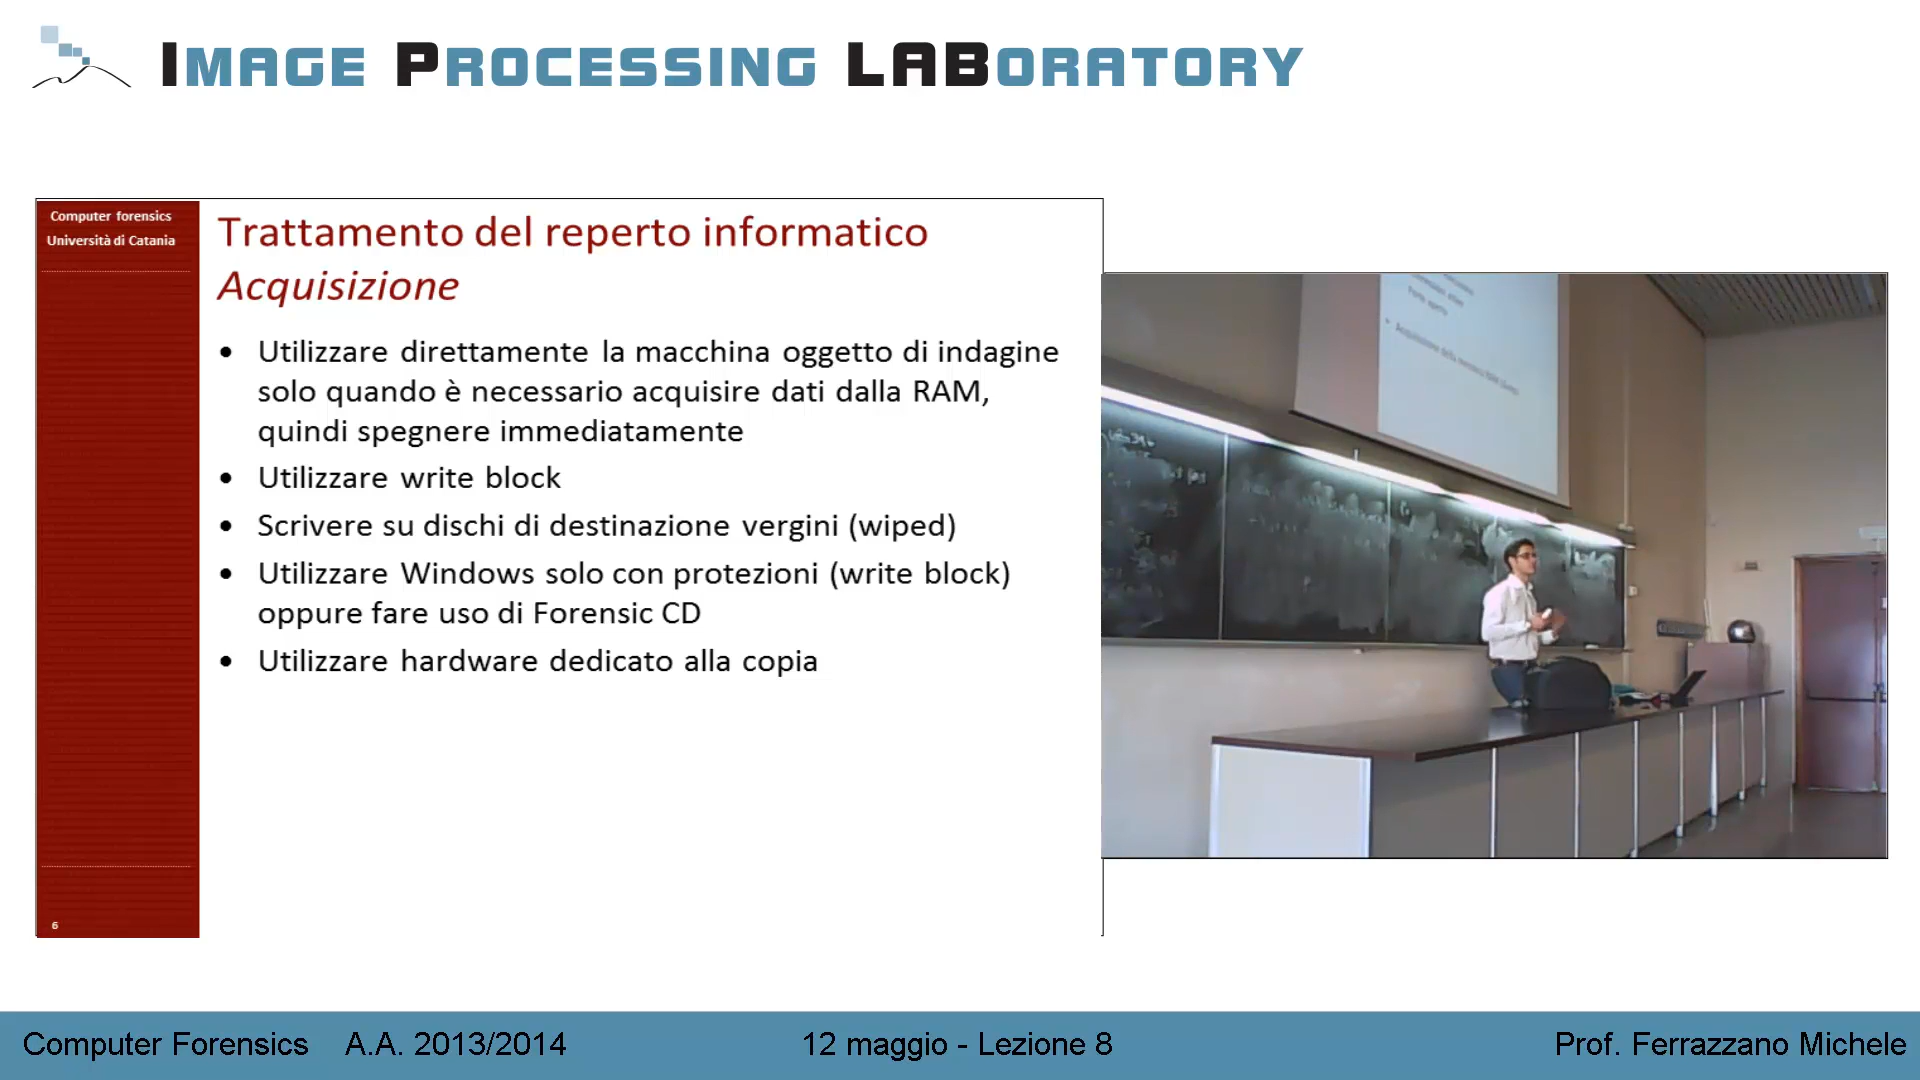 IMAGE PROCESSING LABORATORY
Computer forensics
Università di Catania
Trattamento del reperto informatico
Acquisizione
• Utilizzare direttamente la macchina oggetto di indagine
solo quando è necessario acquisire dati dalla RAM,
quindi spegnere immediatamente
• Utilizzare write block
• Scrivere su dischi di destinazione vergini (wiped)
• Utilizzare Windows solo con protezioni (write block)
oppure fare uso di Forensic CD
• Utilizzare hardware dedicato alla copia
6
Computer Forensics A.A. 2013/2014
12 maggio - Lezione 8
Prof. Ferrazzano Michele